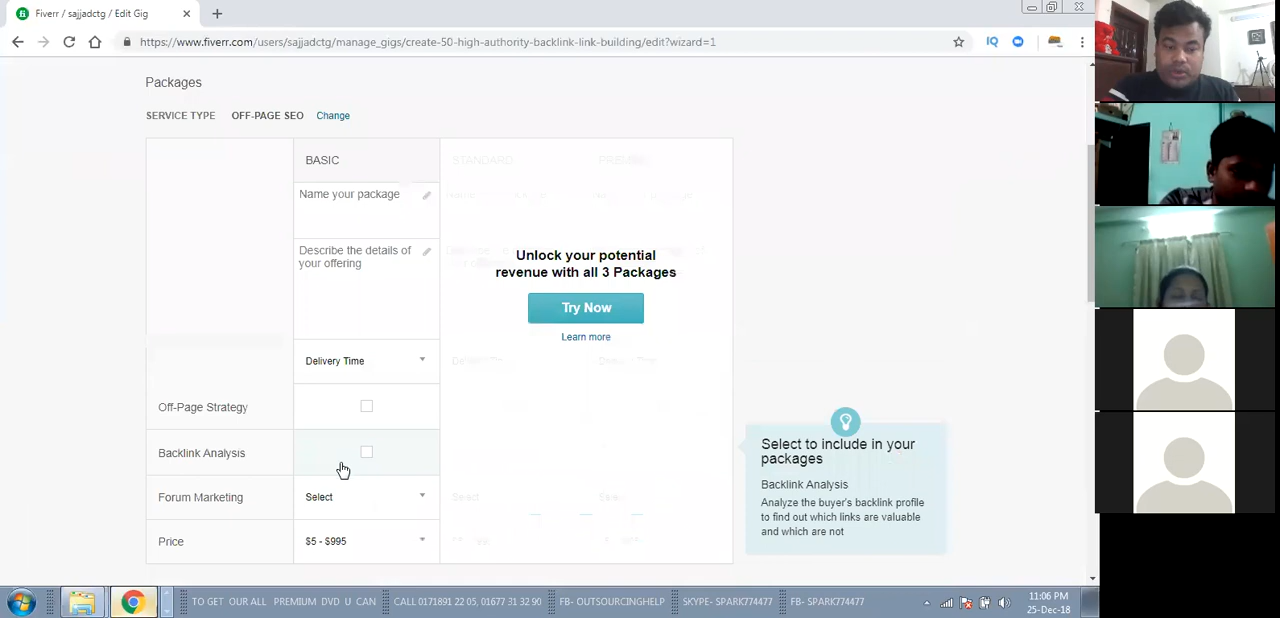 Fiverr / sajjadctg / Edit Gig
https://www.fiverr.com/users/sajjadctg/manage_gigs/create-50-high-authority-backlink-link-building/edit?wizard=1
Packages
SERVICE TYPE OFF-PAGE SEO Change
BASIC STANDARD PREMIUM
Name your package
Describe the details of
your offering
Unlock your potential
revenue with all 3 Packages
Try Now
Learn more
Delivery Time
Off-Page Strategy
Backlink Analysis
Forum Marketing Select
Price $5 - $995
Select to include in your
packages
Backlink Analysis
Analyze the buyer's backlink profile
to find out which links are valuable
and which are not
TO GET OUR ALL PREMIUM DVD U CAN CALL 0171891 22 05, 01677 31 32 90 FB- OUTSOURCINGHELP SKYPE- SPARK774477 FB- SPARK774477
11:06 PM
25-Dec-18